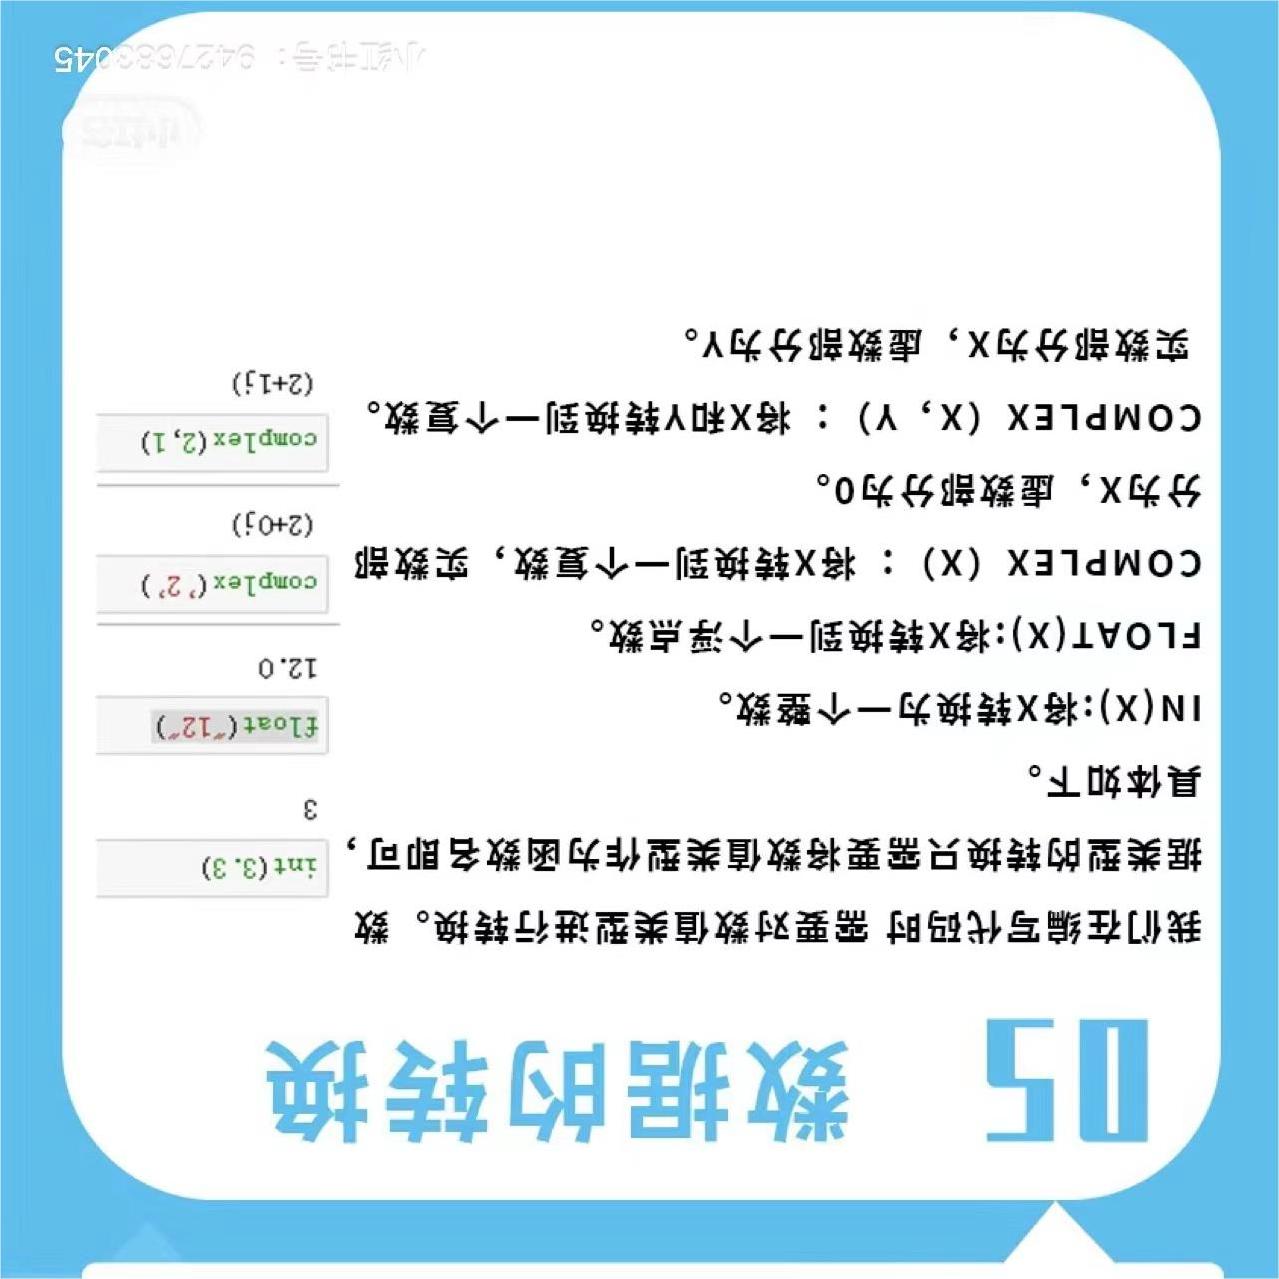 05 数据的转换
我们在编写代码时 需要对数值类型进行转换。数
据类型的转换只需要将数值类型作为函数名即可，
具体如下。
IN(X):将X转换为一个整数。
FLOAT(X):将X转换到一个浮点数。
COMPLEX（X）：将X转换到一个复数，实数部
分为X，虚数部分为0。
COMPLEX（X，Y）：将X和Y转换到一个复数。
实数部分为X，虚数部分为Y。
int(3.3)
3
float("12")
12.0
complex('2')
(2+0j)
complex(2,1)
(2+1j)
小红书
小红书号：9427683045